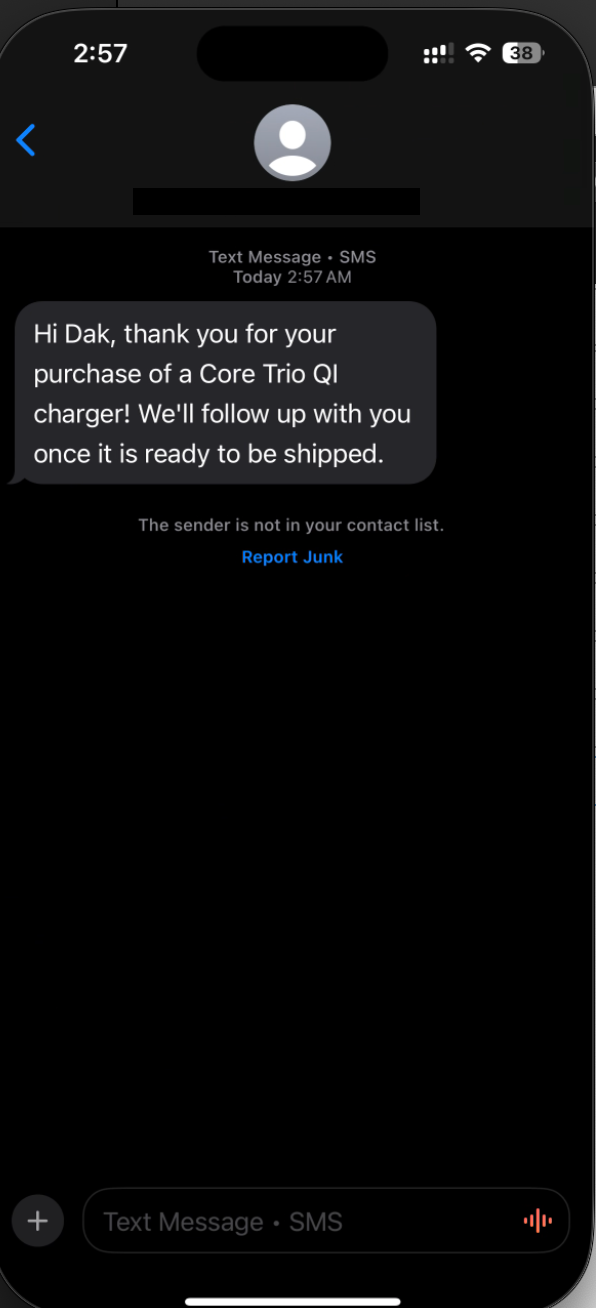 2:57
38
Text Message • SMS
Today 2:57 AM
Hi Dak, thank you for your
purchase of a Core Trio QI
charger! We'll follow up with you
once it is ready to be shipped.
The sender is not in your contact list.
Report Junk
Text Message • SMS